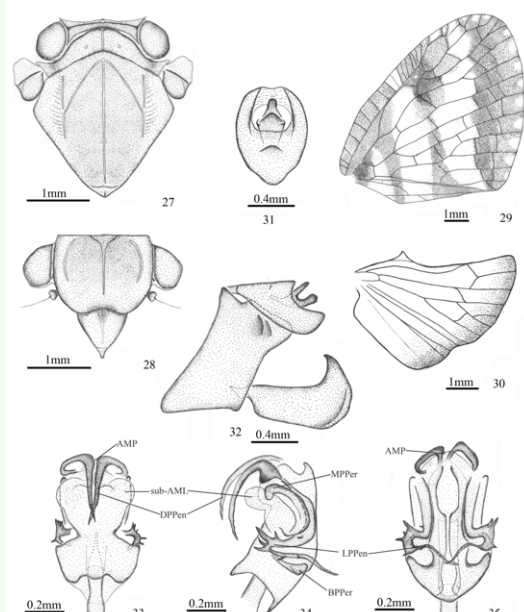 1mm
27
0.4mm
31
1mm
29
1mm
28
0.4mm
32
1mm
30
AMP
sub-AML
DPPen
MPPer
LPPen
BPPer
AMP
0.2mm
0.2mm
0.2mm